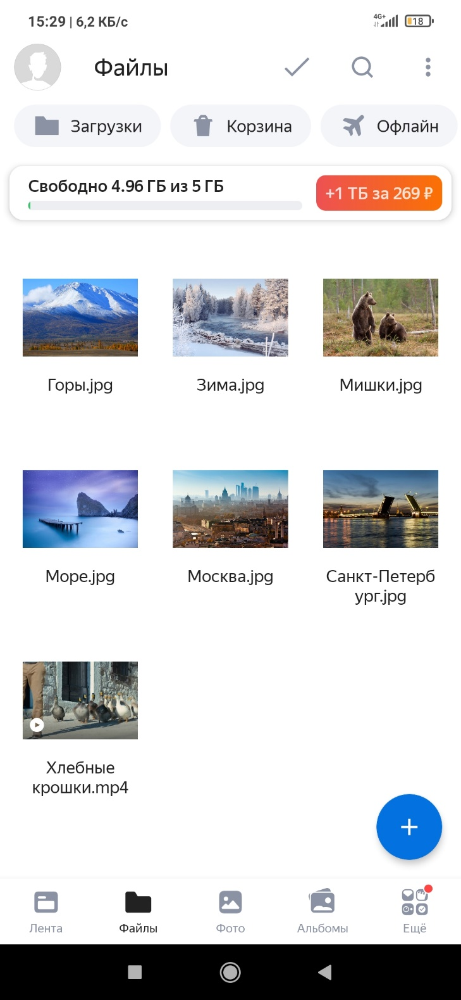 15:29 | 6,2 КБ/с
4G+
18
Файлы
Загрузки
Корзина
Офлайн
Свободно 4.96 ГБ из 5 ГБ
+1 ТБ за 269 ₽
Горы.jpg
Зима.jpg
Мишки.jpg
Море.jpg
Москва.jpg
Санкт-Петерб
ург.jpg
Хлебные
крошки.mp4
Лента
Файлы
Фото
Альбомы
Ещё